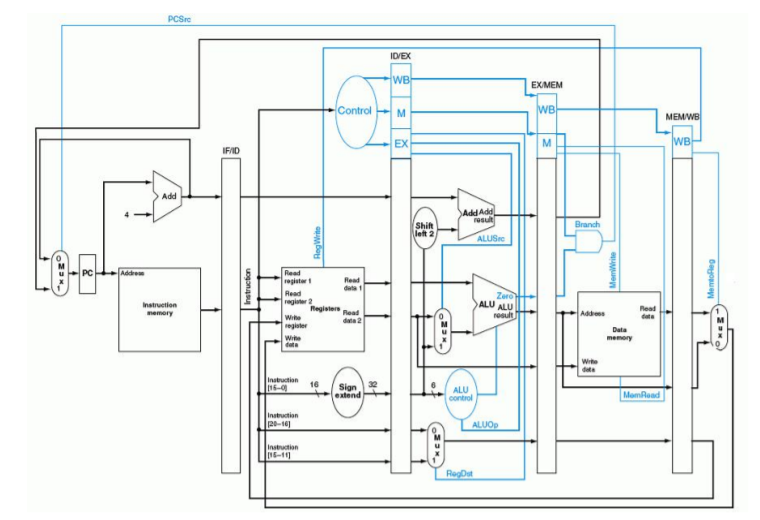 PCSrc
ID/EX
WB
EX/MEM
Control
M
WB
MEM/WB
EX
M
WB
IF/ID
Add
4
Shift
left 2
Add Add
result
ALUSrc
Branch
RegWrite
MemWrite
MemtoReg
0
M
u
x
1
PC
Address
Instruction
memory
Instruction
Read
register 1
Read
register 2
Write
register
Write
data
Registers
Read
data 1
Read
data 2
0
M
u
x
1
Zero
ALU
ALU
result
Address
Read
data
Data
memory
Write
data
1
M
u
x
0
Instruction
[15–0]
16
Sign
extend
32
6
ALU
control
MemRead
Instruction
[20–16]
ALUOp
Instruction
[15–11]
0
M
u
x
1
RegDst